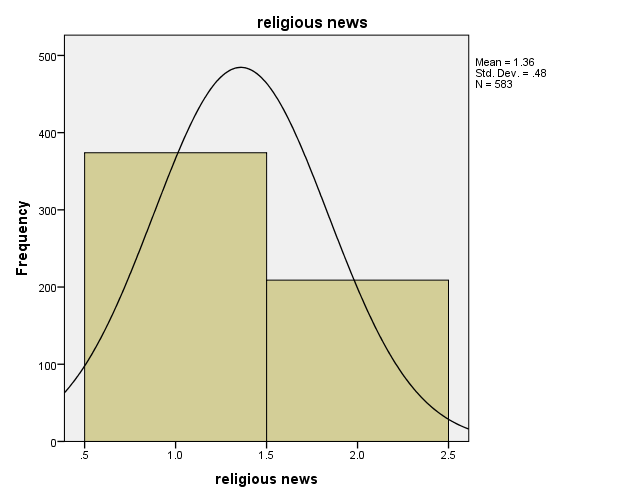 religious news
Mean = 1.36
Std. Dev. = .48
N = 583
500
400
300
200
100
0
Frequency
.5
1.0
1.5
2.0
2.5
religious news